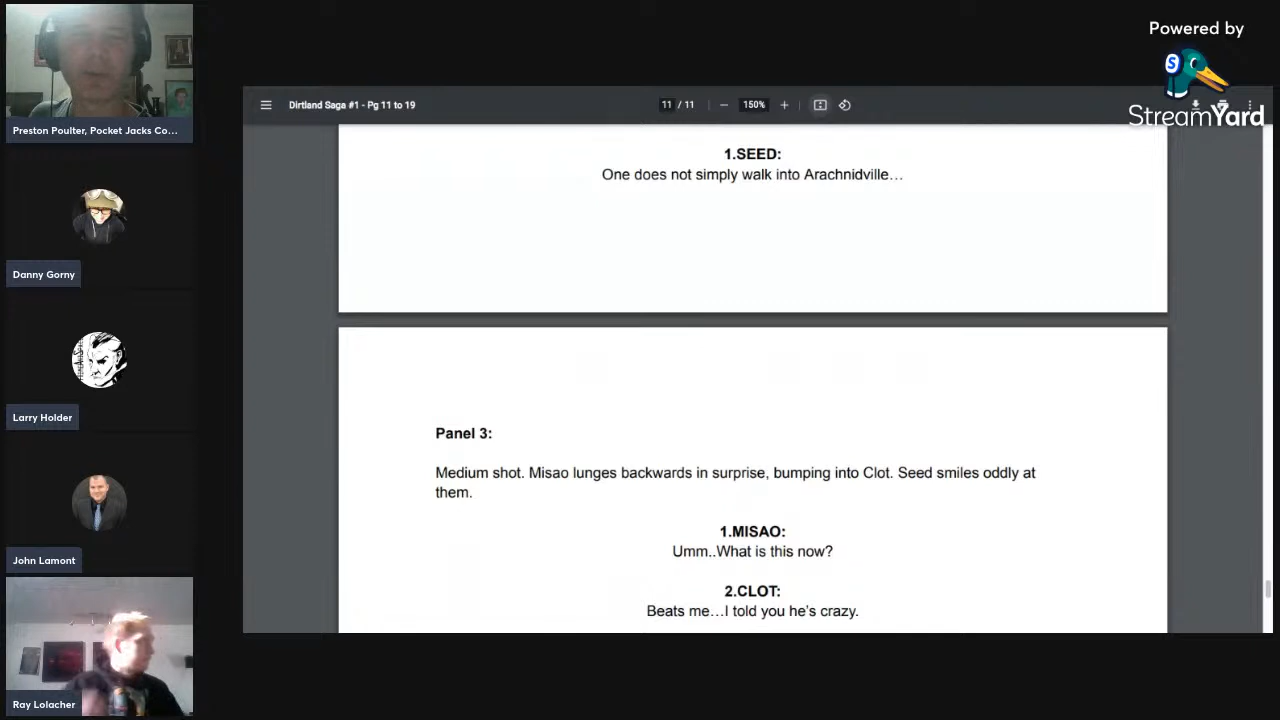 Powered by
S
StreamYard
Preston Poulter, Pocket Jacks Co...
Danny Gorny
Larry Holder
John Lamont
Ray Lolacher
Dirtland Saga #1 - Pg 11 to 19
11 / 11
150%
1.SEED:
One does not simply walk into Arachnidville…
Panel 3:
Medium shot. Misao lunges backwards in surprise, bumping into Clot. Seed smiles oddly at
them.
1.MISAO:
Umm..What is this now?
2.CLOT:
Beats me…I told you he's crazy.